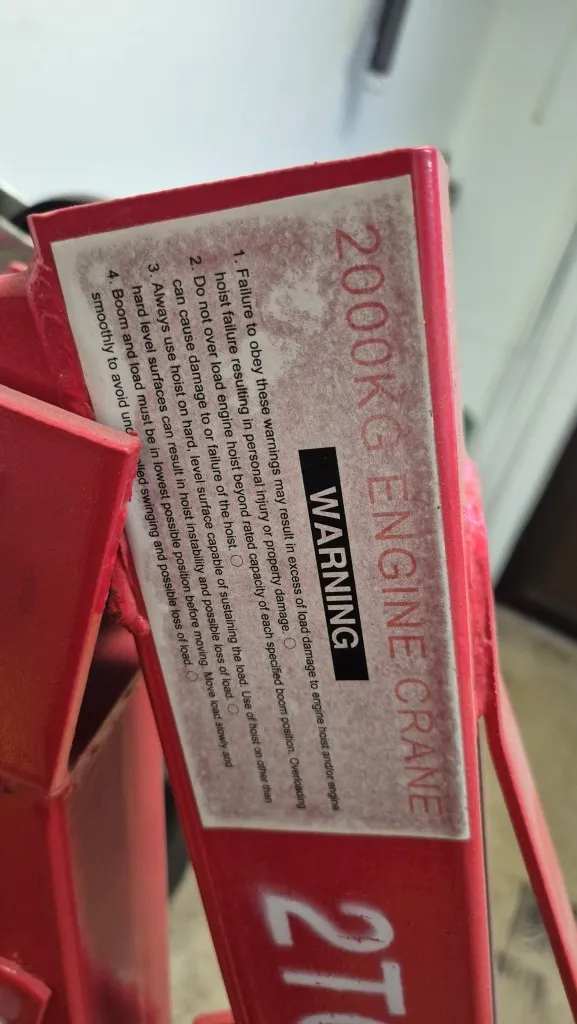 2000KG ENGINE CRANE
WARNING
1. Failure to obey these warnings may result in excess of load damage to engine hoist and/or engine
hoist failure resulting in personal injury or property damage.
2. Do not over load engine hoist beyond rated capacity of each specified boom position. Overloading
can cause damage to or failure of the hoist.
3. Always use hoist on hard, level surface capable of sustaining the load. Use of hoist on other than
hard level surfaces can result in hoist instability and possible loss of load.
4. Boom and load must be in lowest possible position before moving. Move load slowly and
smoothly to avoid swinging and possible loss of load.
2T